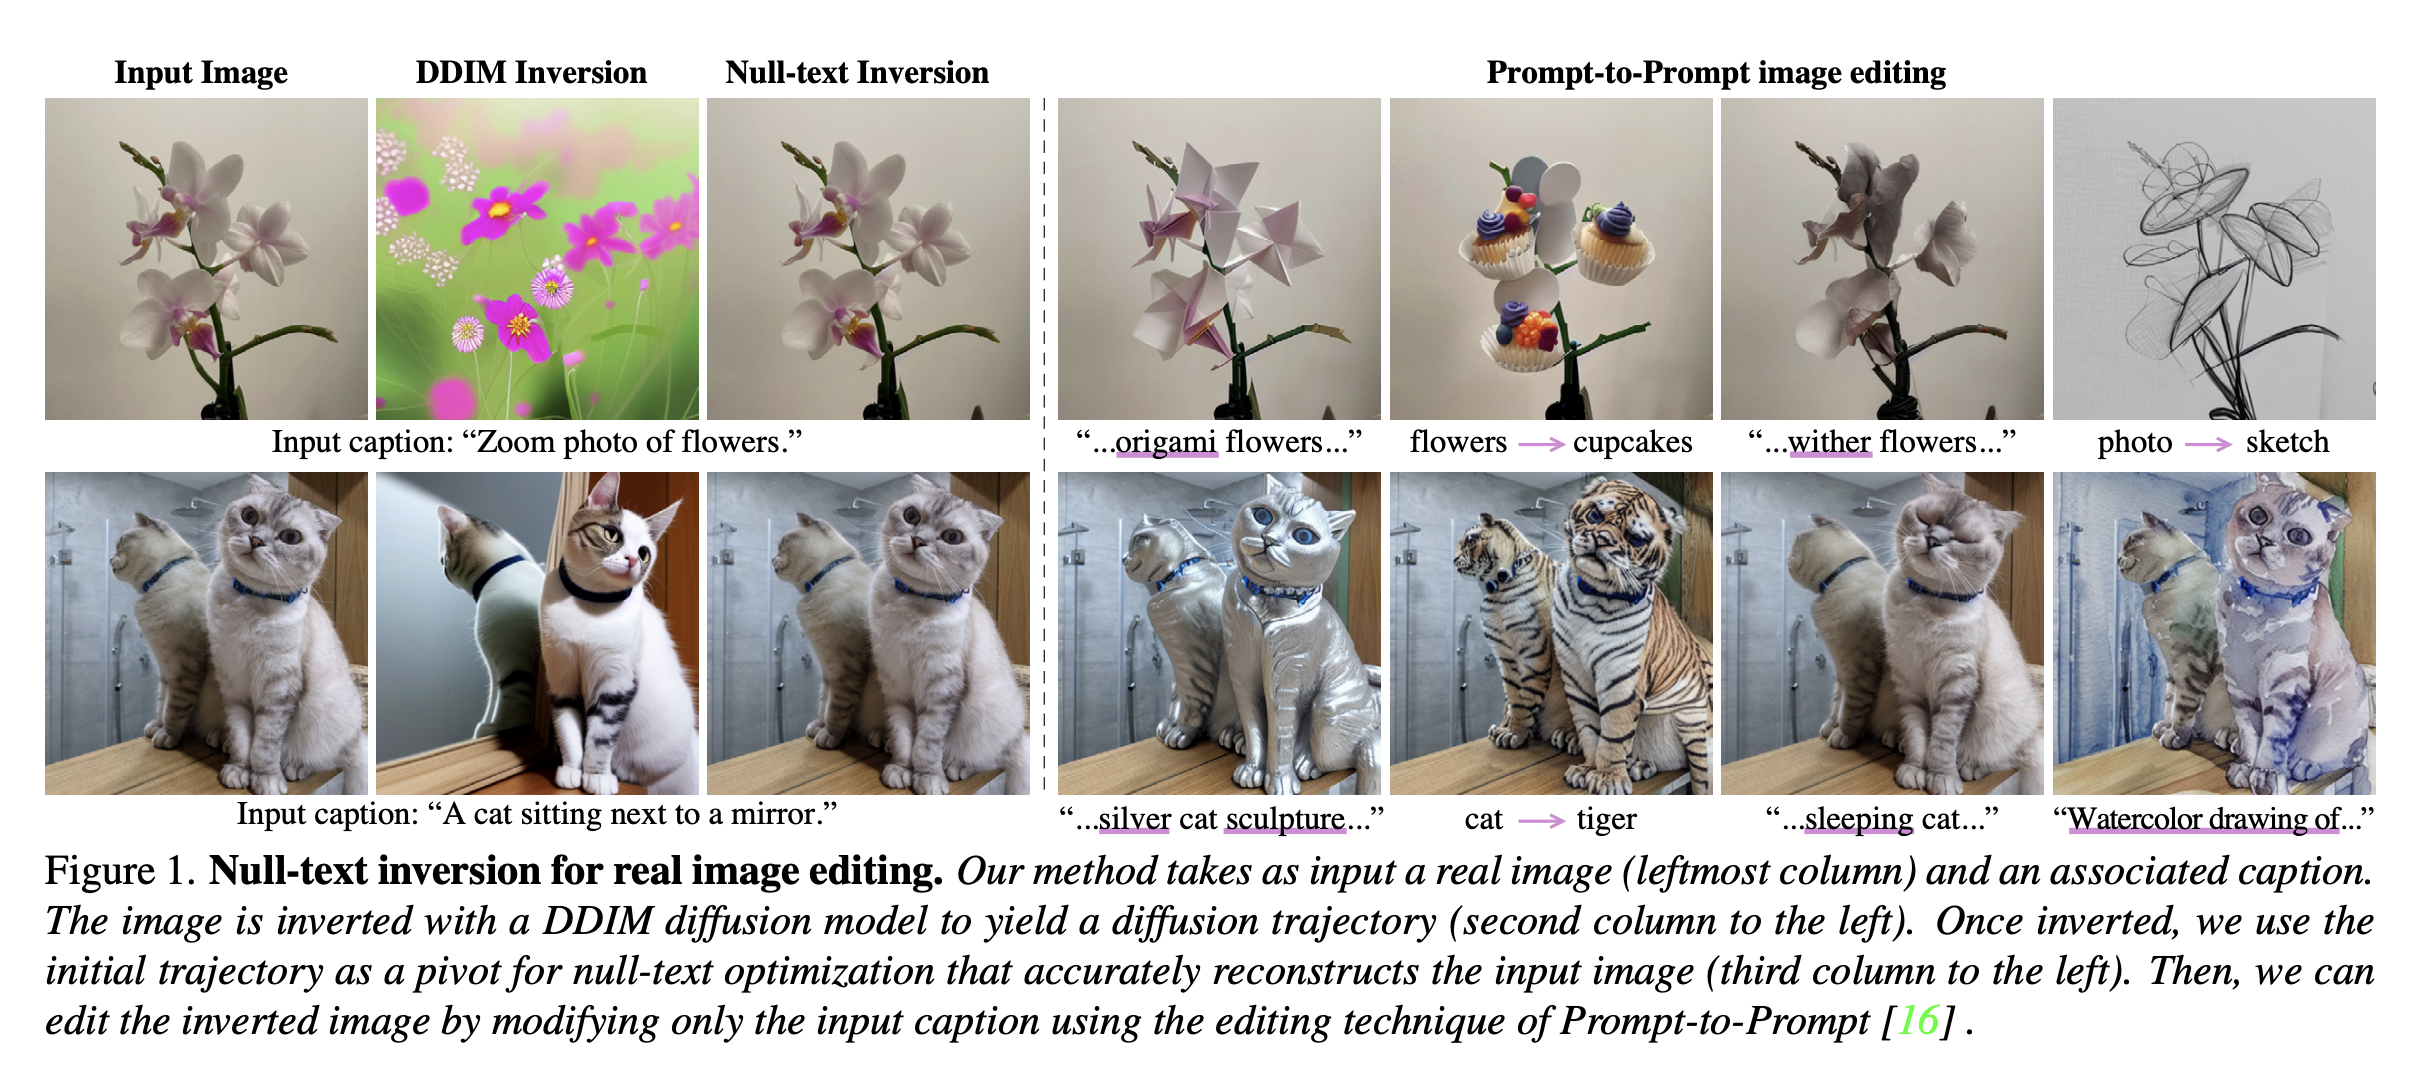 Input Image DDIM Inversion Null-text Inversion Prompt-to-Prompt image editing
Input caption: “Zoom photo of flowers.” “...origami flowers...” flowers → cupcakes “...wither flowers...” photo → sketch
Input caption: “A cat sitting next to a mirror.” “...silver cat sculpture...” cat → tiger “...sleeping cat...” “Watercolor drawing of...”
Figure 1. Null-text inversion for real image editing. Our method takes as input a real image (leftmost column) and an associated caption.
The image is inverted with a DDIM diffusion model to yield a diffusion trajectory (second column to the left). Once inverted, we use the
initial trajectory as a pivot for null-text optimization that accurately reconstructs the input image (third column to the left). Then, we can
edit the inverted image by modifying only the input caption using the editing technique of Prompt-to-Prompt [16] .